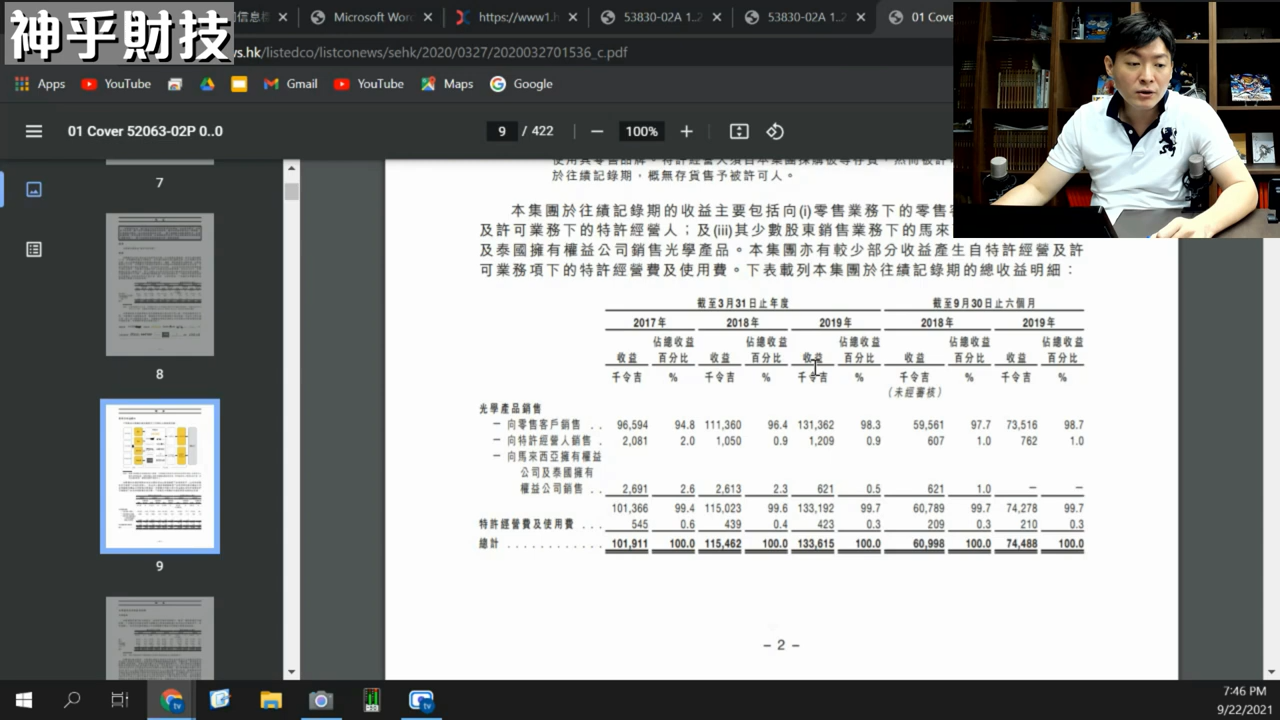 神乎財技
Microsoft Wor
https://www1.h
53830-02A 1...
53830-02A 1...
01 Cove
vs.hk/listedco/listconews/sehk/2020/0327/2020032701536_c.pdf
Apps YouTube Gmail YouTube Maps Google
01 Cover 52063-02P 0..0
9 / 422
100%
7
8
9
於往績記錄期，概無存貨售予被許可人。
本集團於往績記錄期的收益主要包括向(i)零售業務下的零售客
及許可業務下的特許經營人；及(iii)其少數股東銷售業務下的馬來
及泰國擁有權益公司銷售光學產品。本集團亦有較少部分收益產生自特許經營及許
可業務項下的特許經營費及使用費。下表載列本集團於往績記錄期的總收益明細：
截至3月31日止年度 截至9月30日止六個月
2017年 2018年 2019年 2018年 2019年
佔總收益 佔總收益 佔總收益 佔總收益 佔總收益
收益 百分比 收益 百分比 收益 百分比 收益 百分比 收益 百分比
千令吉 % 千令吉 % 千令吉 % 千令吉 % 千令吉 %
(未經審核)
光學產品銷售
— 向零售客戶銷售 . . 96,594 94.8 111,360 96.4 131,362 98.3 59,561 97.7 73,516 98.7
— 向特許經營人銷售 . 2,081 2.0 1,050 0.9 1,209 0.9 607 1.0 762 1.0
— 向馬來西亞擁有權益
公司及泰國擁有
權益公司銷售 . . 2,691 2.6 2,613 2.3 621 0.5 621 1.0 — —
101,366 99.4 115,023 99.6 133,192 99.7 60,789 99.7 74,278 99.7
特許經營費及使用費 . . . 545 0.6 439 0.4 423 0.3 209 0.3 210 0.3
總計 . . . . . . . . . . . . 101,911 100.0 115,462 100.0 133,615 100.0 60,998 100.0 74,488 100.0
– 2 –
7:46 PM
9/22/2021